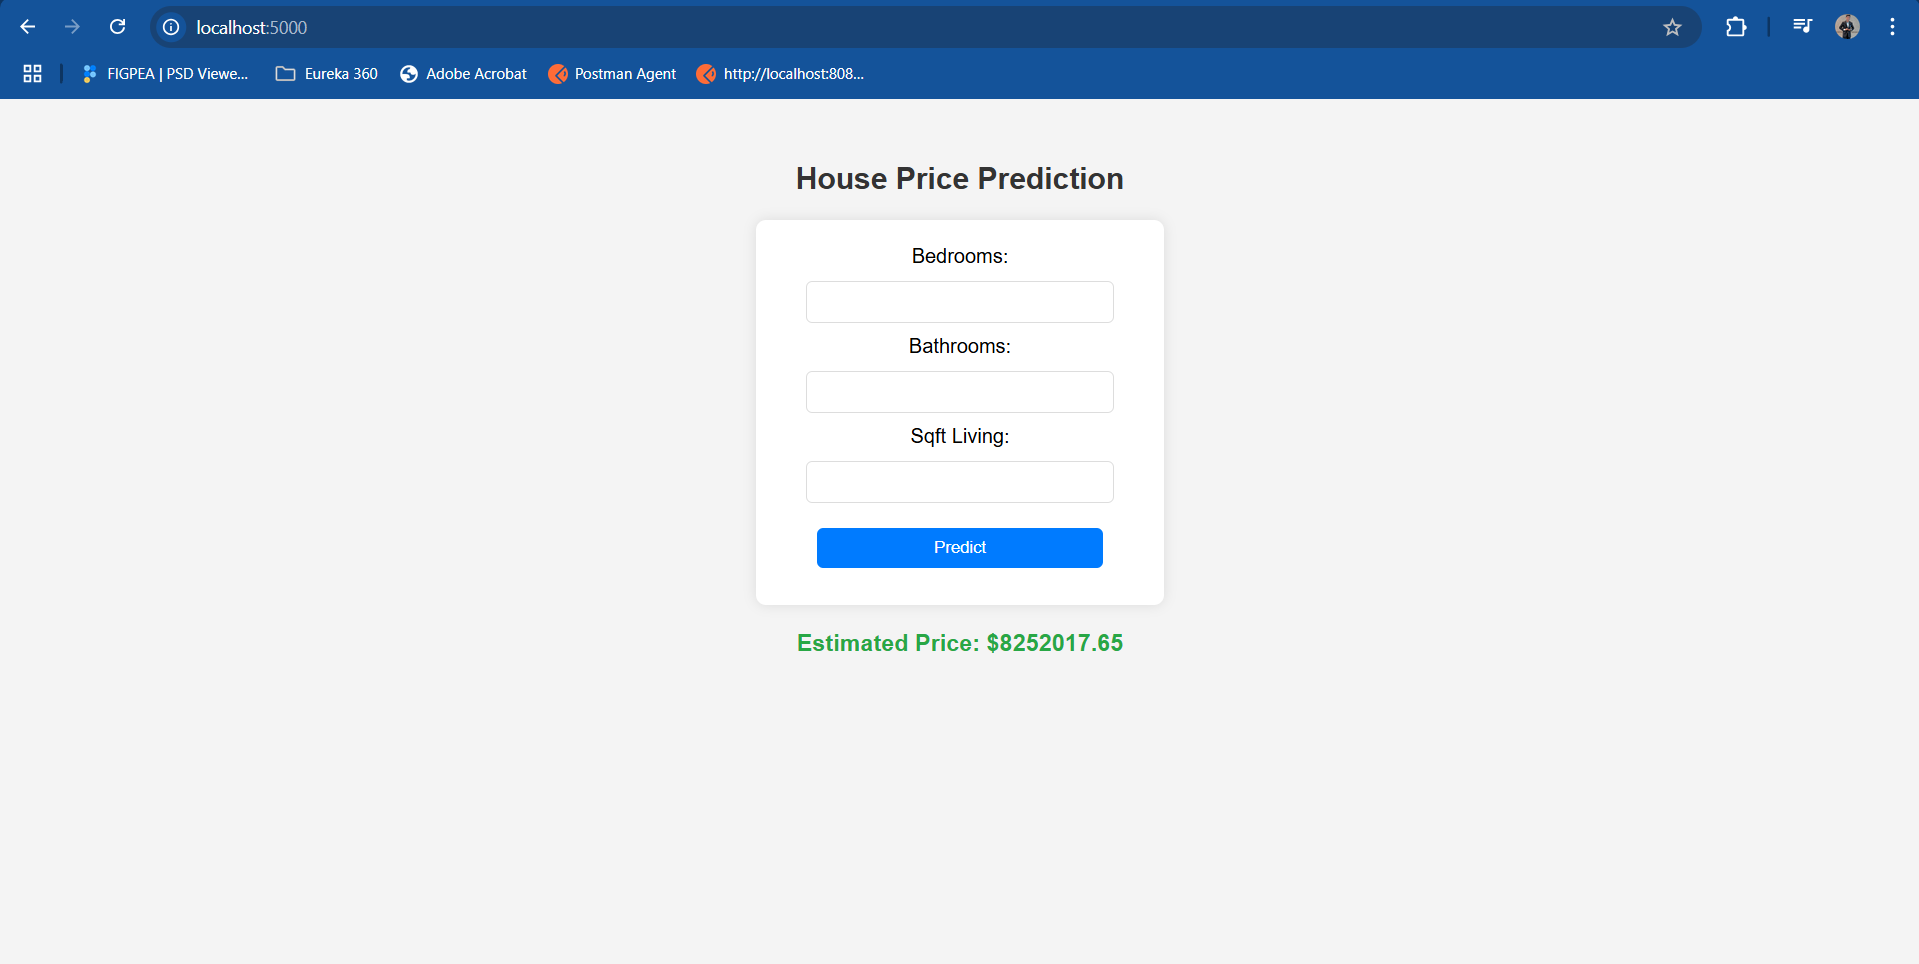 localhost:5000
FIGPEA | PSD Viewe... Eureka 360 Adobe Acrobat Postman Agent http://localhost:808...
House Price Prediction
Bedrooms:
Bathrooms:
Sqft Living:
Predict
Estimated Price: $8252017.65